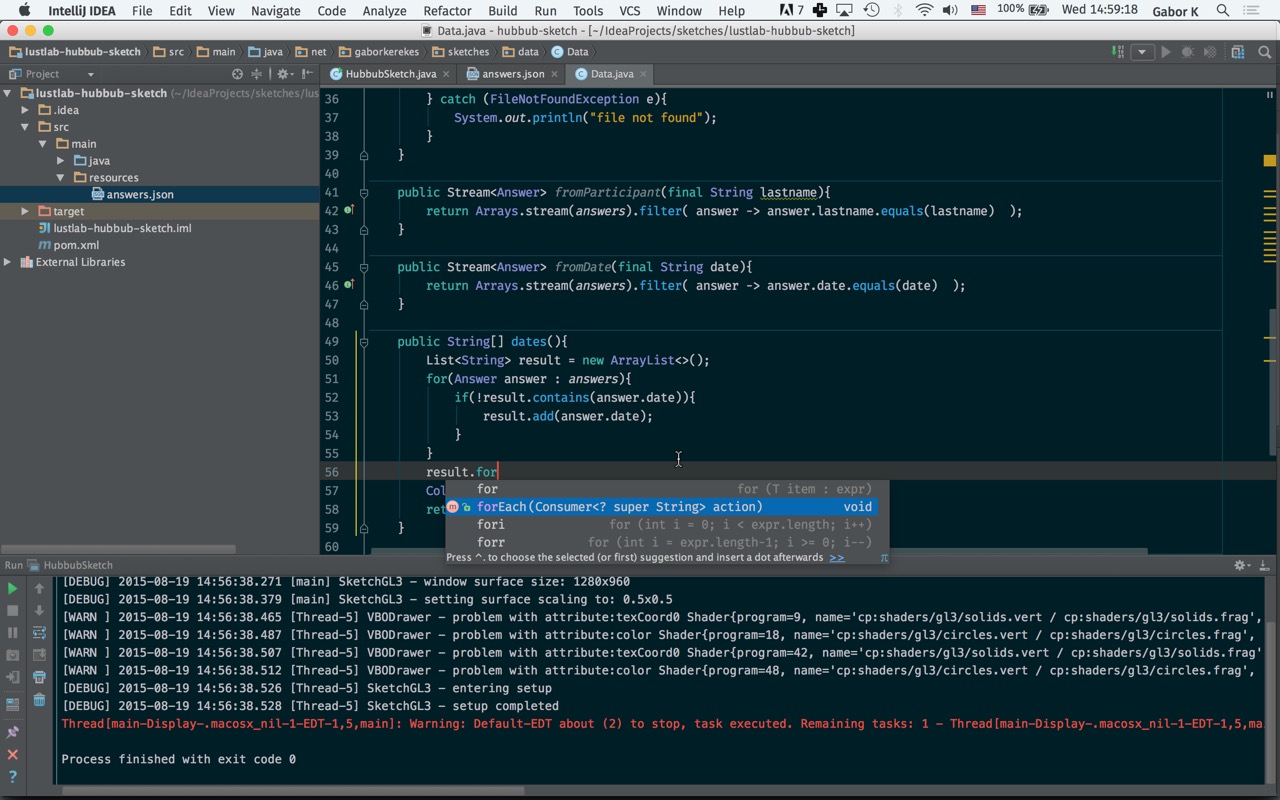 IntelliJ IDEA File Edit View Navigate Code Analyze Refactor Build Run Tools VCS Window Help 7 100% Wed 14:59:18 Gabor K
Data.java - hubbub-sketch - [~/IdeaProjects/sketches/lustlab-hubbub-sketch]
lustlab-hubbub-sketch src main java net gaborkerekes sketches data Data
Project
HubbubSketch.java answers.json Data.java
lustlab-hubbub-sketch (~/IdeaProjects/sketches/lus
.idea
src
main
java
resources
answers.json
target
lustlab-hubbub-sketch.iml
pom.xml
External Libraries
36 } catch (FileNotFoundException e){
37 System.out.println("file not found");
38 }
39 }
40
41 public Stream<Answer> fromParticipant(final String lastname){
42 return Arrays.stream(answers).filter( answer -> answer.lastname.equals(lastname) );
43 }
44
45 public Stream<Answer> fromDate(final String date){
46 return Arrays.stream(answers).filter( answer -> answer.date.equals(date) );
47 }
48
49 public String[] dates(){
50 List<String> result = new ArrayList<>();
51 for(Answer answer : answers){
52 if(!result.contains(answer.date)){
53 result.add(answer.date);
54 }
55 }
56 result.for
57 Col
58 ret
59 }
60
for for (T item : expr)
forEach(Consumer<? super String> action) void
fori for (int i = 0; i < expr.length; i++)
forr for (int i = expr.length-1; i >= 0; i--)
Press ^. to choose the selected (or first) suggestion and insert a dot afterwards >> π
Run HubbubSketch
[DEBUG] 2015-08-19 14:56:38.271 [main] SketchGL3 - window surface size: 1280x960
[DEBUG] 2015-08-19 14:56:38.379 [main] SketchGL3 - setting surface scaling to: 0.5x0.5
[WARN ] 2015-08-19 14:56:38.465 [Thread-5] VBODrawer - problem with attribute:texCoord0 Shader{program=9, name='cp:shaders/gl3/solids.vert / cp:shaders/gl3/solids.frag',
[WARN ] 2015-08-19 14:56:38.487 [Thread-5] VBODrawer - problem with attribute:color Shader{program=18, name='cp:shaders/gl3/circles.vert / cp:shaders/gl3/circles.frag',
[WARN ] 2015-08-19 14:56:38.507 [Thread-5] VBODrawer - problem with attribute:texCoord0 Shader{program=42, name='cp:shaders/gl3/solids.vert / cp:shaders/gl3/solids.frag'
[WARN ] 2015-08-19 14:56:38.512 [Thread-5] VBODrawer - problem with attribute:color Shader{program=48, name='cp:shaders/gl3/circles.vert / cp:shaders/gl3/circles.frag',
[DEBUG] 2015-08-19 14:56:38.526 [Thread-5] SketchGL3 - entering setup
[DEBUG] 2015-08-19 14:56:38.528 [Thread-5] SketchGL3 - setup completed
Thread[main-Display-.macosx_nil-1-EDT-1,5,main]: Warning: Default-EDT about (2) to stop, task executed. Remaining tasks: 1 - Thread[main-Display-.macosx_nil-1-EDT-1,5,ma
Process finished with exit code 0